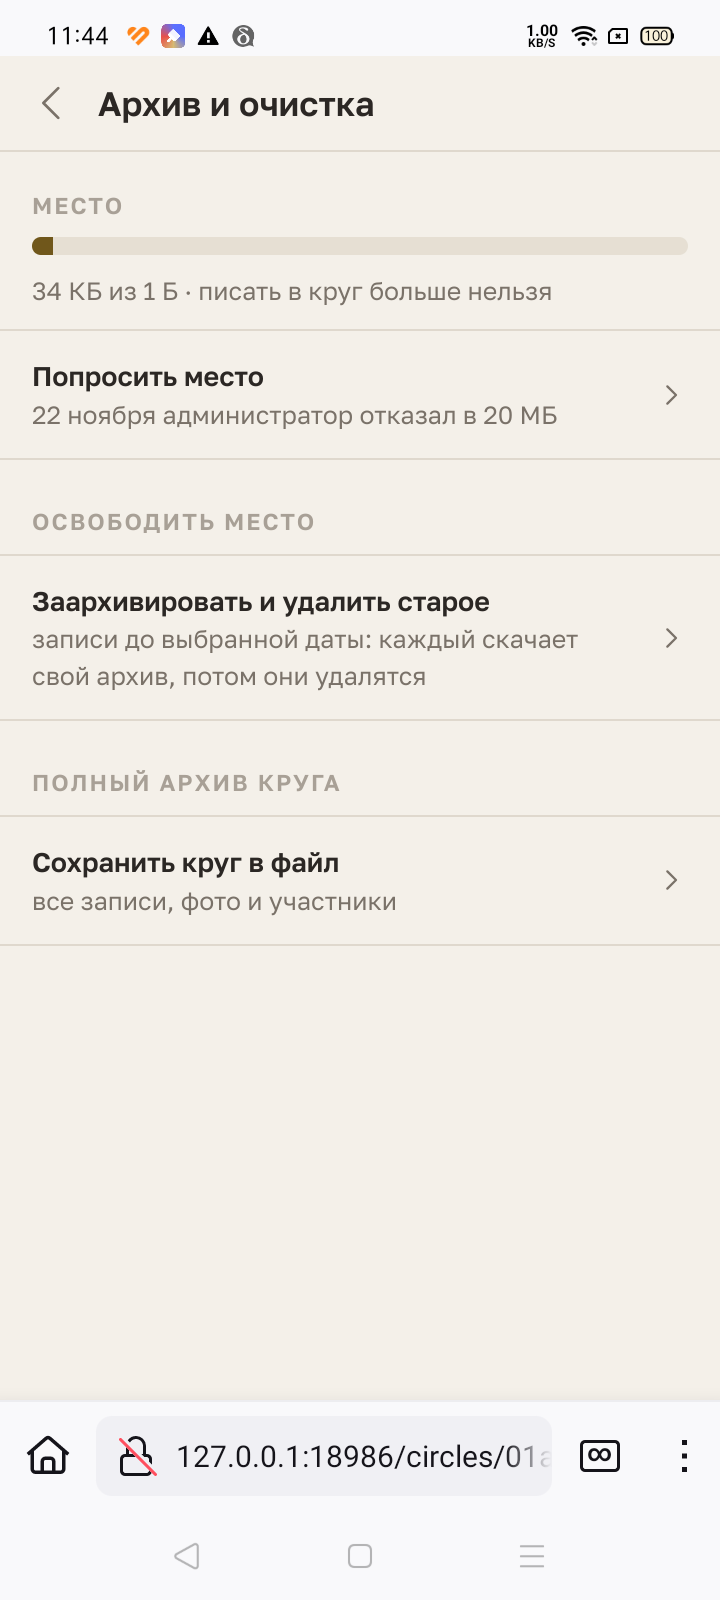 11:44
1.00
KB/S
100
Архив и очистка
МЕСТО
34 КБ из 1 Б · писать в круг больше нельзя
Попросить место
22 ноября администратор отказал в 20 МБ
ОСВОБОДИТЬ МЕСТО
Заархивировать и удалить старое
записи до выбранной даты: каждый скачает
свой архив, потом они удалятся
ПОЛНЫЙ АРХИВ КРУГА
Сохранить круг в файл
все записи, фото и участники
127.0.0.1:18986/circles/01a